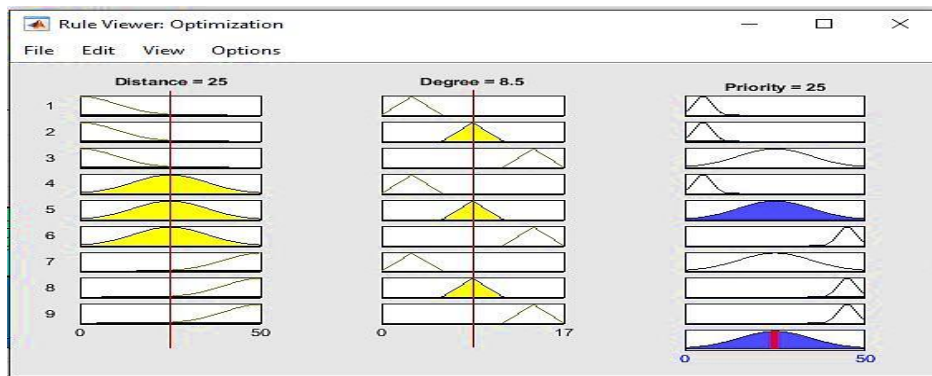 Rule Viewer: Optimization
File Edit View Options
Distance = 25 Degree = 8.5 Priority = 25
1
2
3
4
5
6
7
8
9
0 50 0 17
0 50